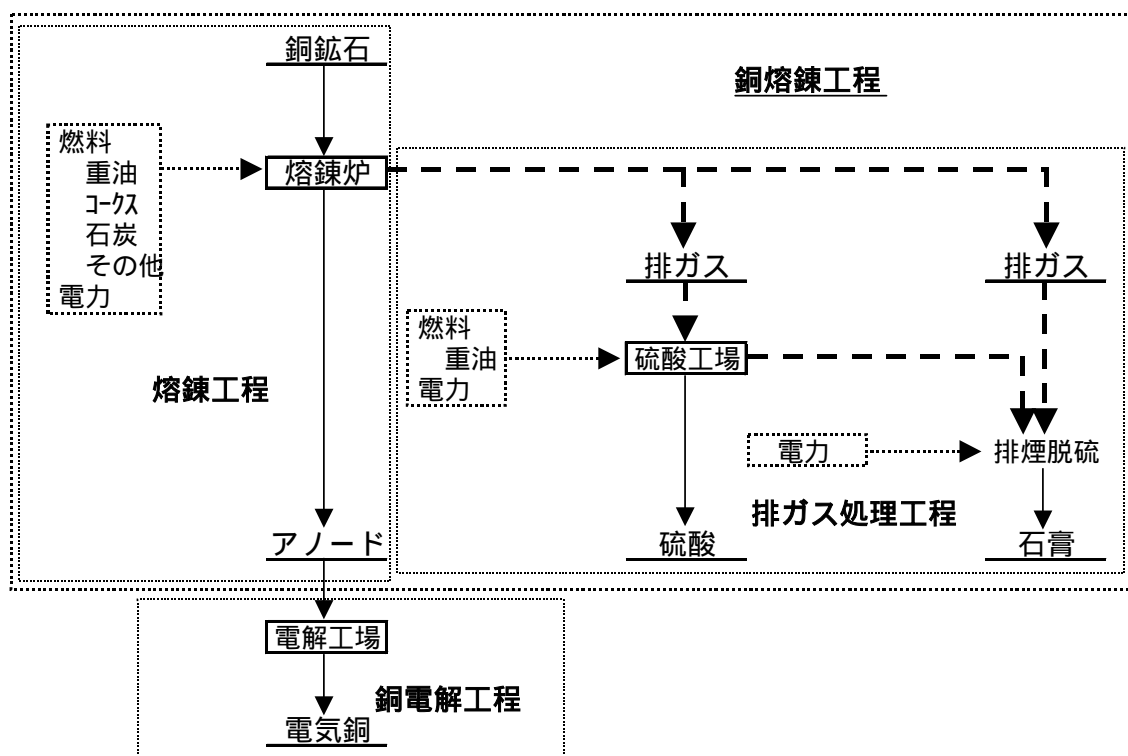 銅鉱石
銅熔錬工程
燃料
重油
コークス
石炭
その他
電力
熔錬炉
排ガス
排ガス
燃料
重油
電力
硫酸工場
熔錬工程
電力
排煙脱硫
排ガス処理工程
アノード
硫酸
石膏
電解工場
銅電解工程
電気銅